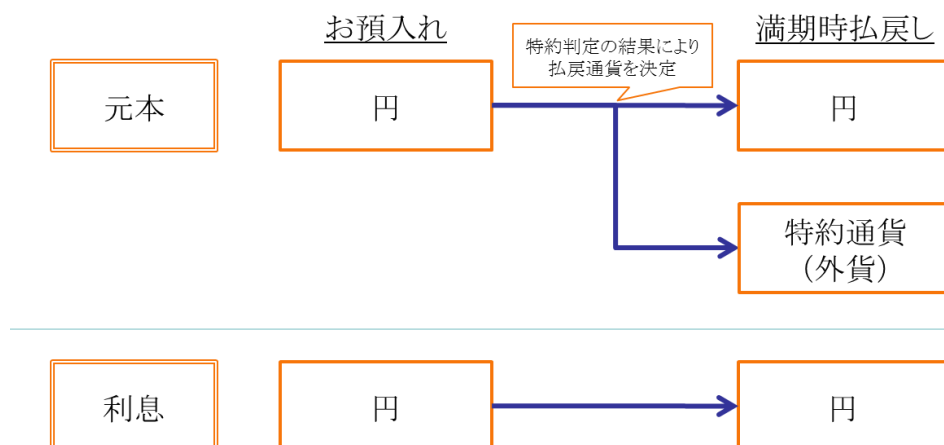 お預入れ
満期時払戻し
特約判定の結果により
払戻通貨を決定
元本
円
円
特約通貨
（外貨）
利息
円
円